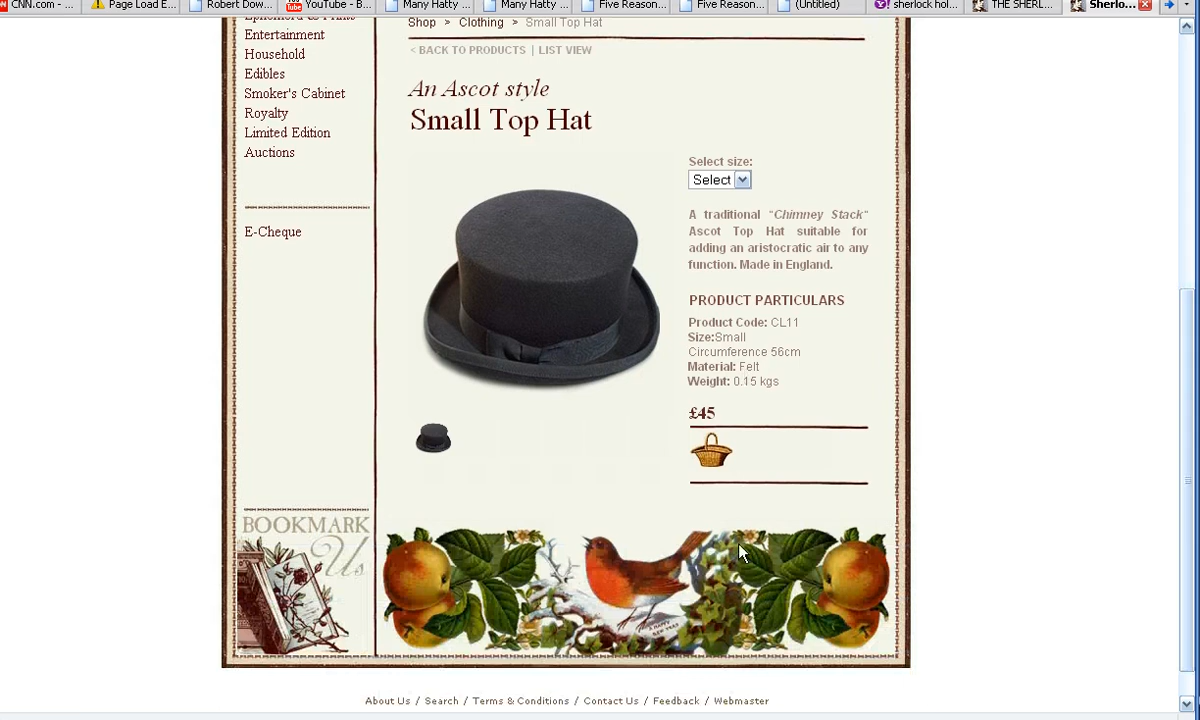 CNN.com - ...
Page Load E...
Robert Dow...
YouTube - B...
Many Hatty ...
Many Hatty ...
Five Reason...
Five Reason...
(Untitled)
sherlock hol...
THE SHERL...
Sherlo...
Ephemera & Prints
Entertainment
Household
Edibles
Smoker's Cabinet
Royalty
Limited Edition
Auctions
E-Cheque
BOOKMARK
Us
Shop » Clothing » Small Top Hat
< BACK TO PRODUCTS | LIST VIEW
An Ascot style
Small Top Hat
Select size:
Select
A traditional "Chimney Stack"
Ascot Top Hat suitable for
adding an aristocratic air to any
function. Made in England.
PRODUCT PARTICULARS
Product Code: CL11
Size:Small
Circumference 56cm
Material: Felt
Weight: 0.15 kgs
£45
A HAPPY
NEW YEAR
About Us / Search / Terms & Conditions / Contact Us / Feedback / Webmaster